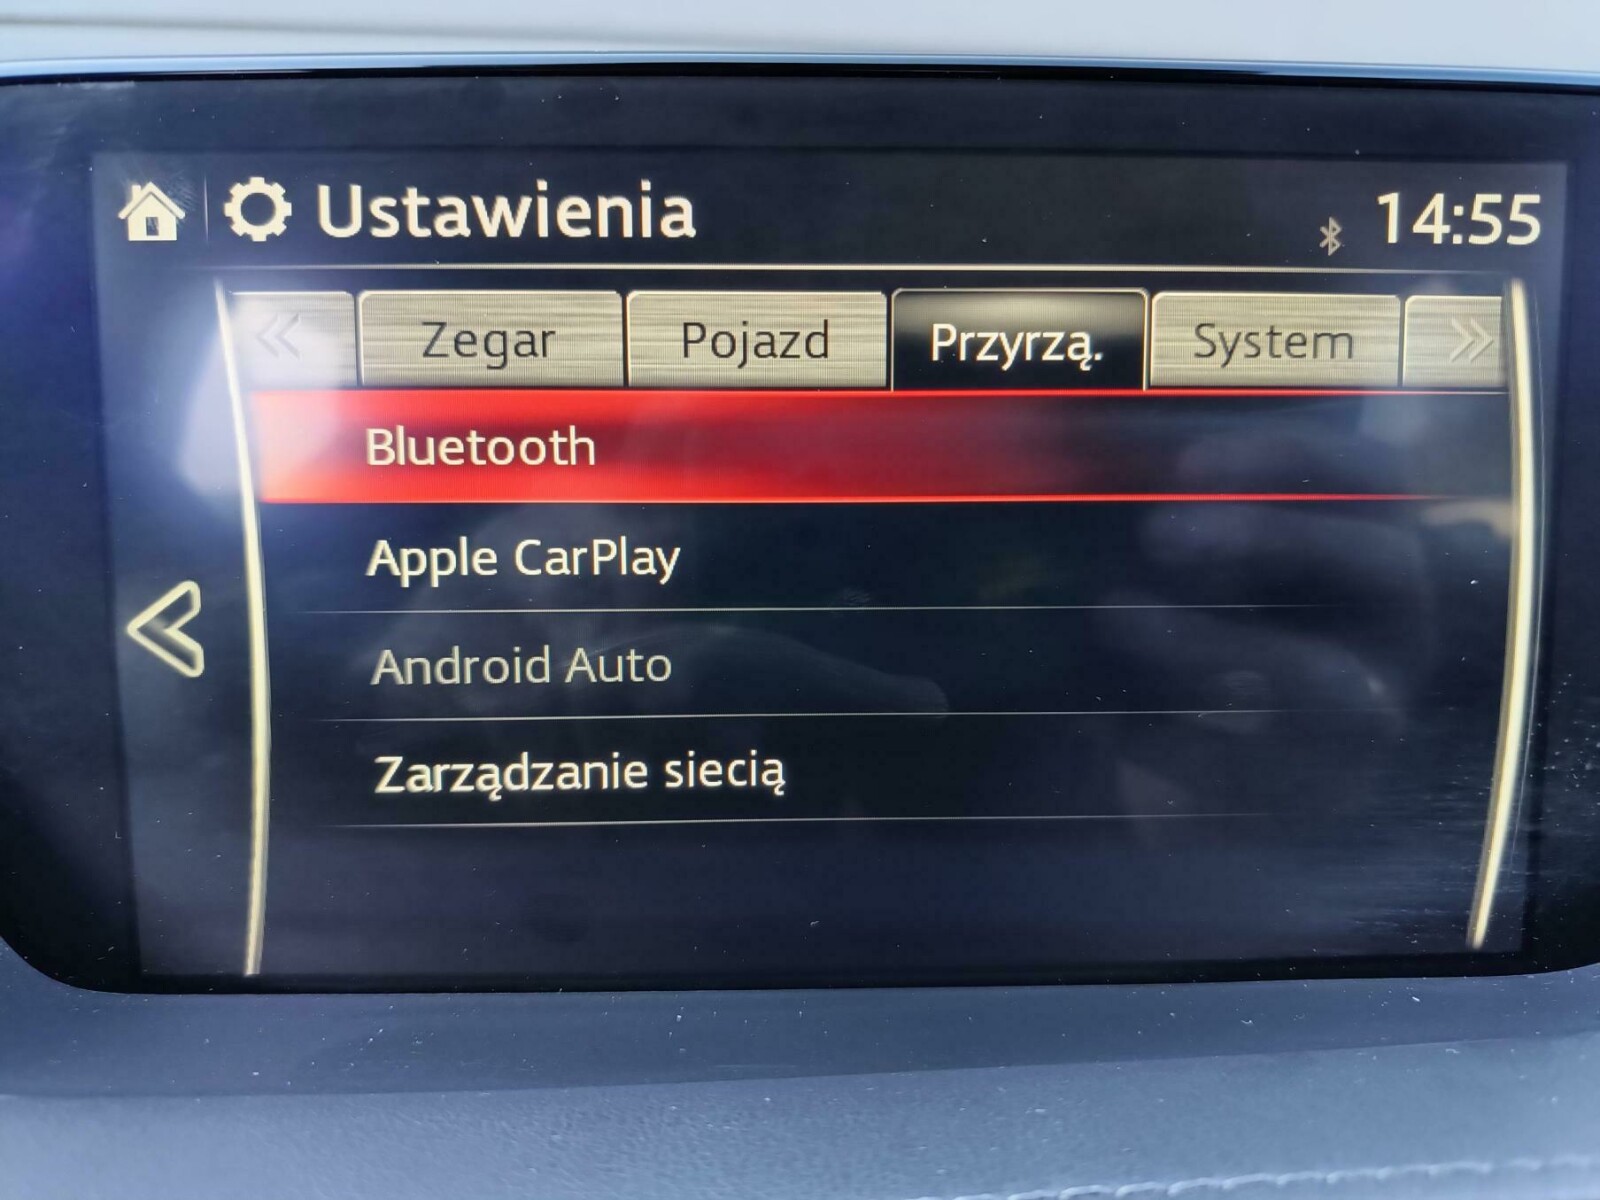 Ustawienia
14:55
Zegar
Pojazd
Przyrzą.
System
Bluetooth
Apple CarPlay
Android Auto
Zarządzanie siecią